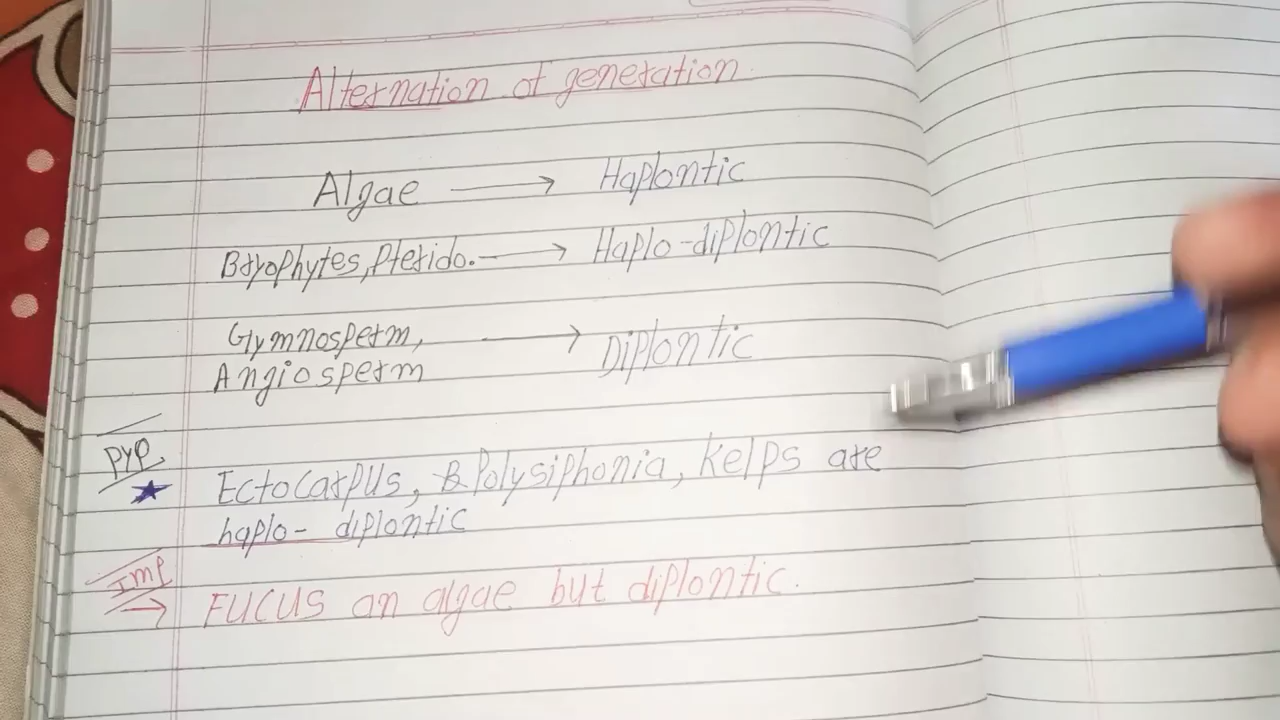 Alternation of generation
Algae → Haplontic
Bryophytes, Pterido. → Haplo-diplontic
Gymnosperm,
Angiosperm → Diplontic
PYQ
★ Ectocarpus, Polysiphonia, Kelps are
haplo- diplontic
Imp
→ FUCUS an algae but diplontic.